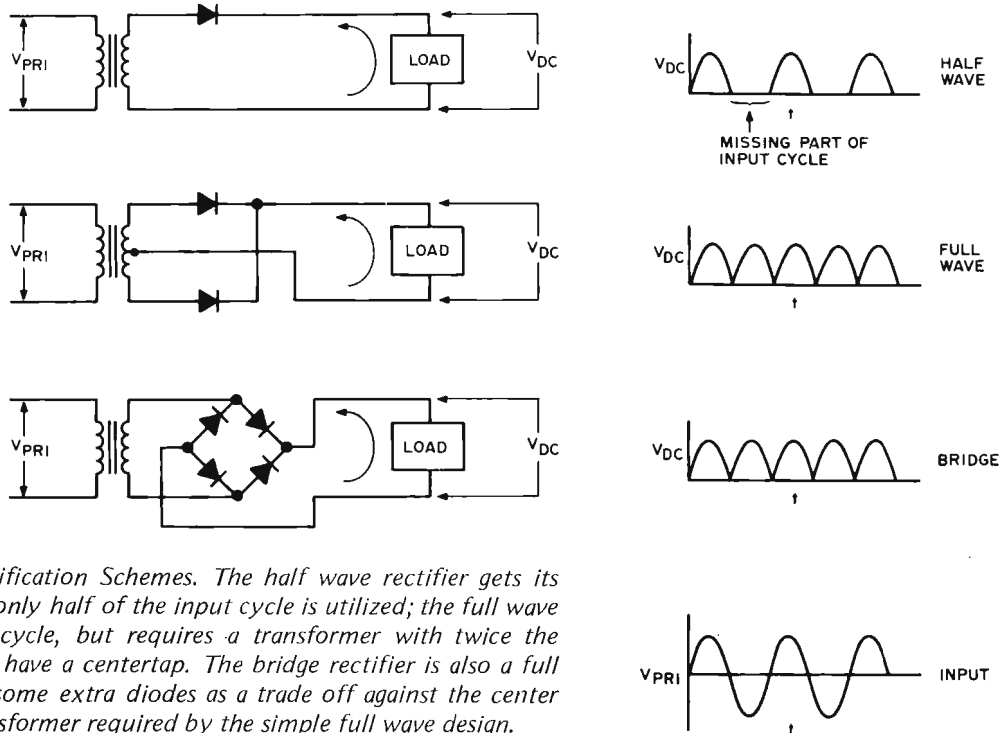 VPRI
LOAD
VDC
VDC
HALF
WAVE
t
MISSING PART OF
INPUT CYCLE
VPRI
LOAD
VDC
VDC
FULL
WAVE
t
VPRI
LOAD
VDC
VDC
BRIDGE
t
ification Schemes. The half wave rectifier gets its
only half of the input cycle is utilized; the full wave
cycle, but requires a transformer with twice the
have a centertap. The bridge rectifier is also a full
some extra diodes as a trade off against the center
nsformer required by the simple full wave design.
VPRI
INPUT
t